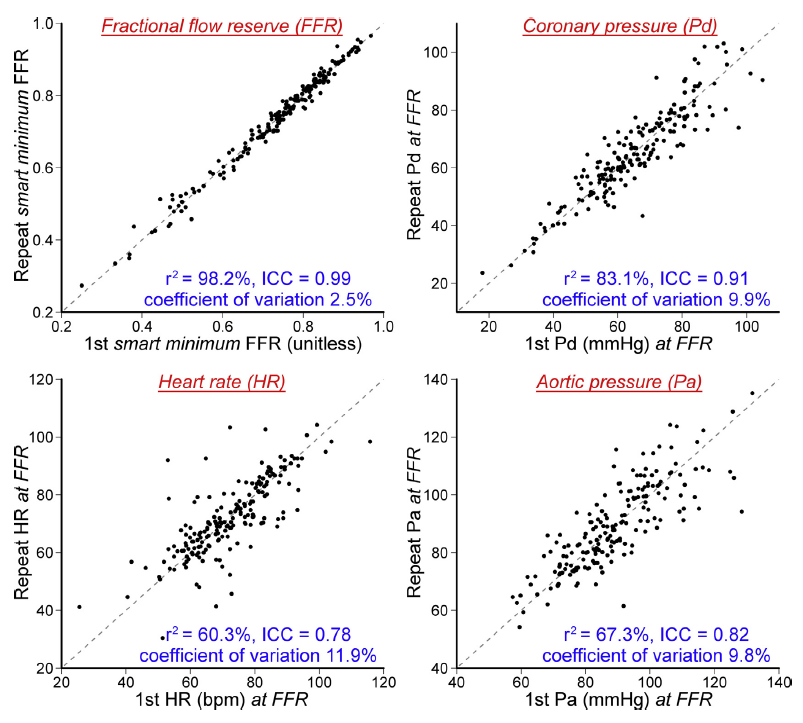 Fractional flow reserve (FFR)
1.0
0.8
0.6
0.4
0.2
Repeat smart minimum FFR
r² = 98.2%, ICC = 0.99
coefficient of variation 2.5%
0.2 0.4 0.6 0.8 1.0
1st smart minimum FFR (unitless)
Coronary pressure (Pd)
100
80
60
40
20
Repeat Pd at FFR
r² = 83.1%, ICC = 0.91
coefficient of variation 9.9%
20 40 60 80 100
1st Pd (mmHg) at FFR
Heart rate (HR)
120
100
80
60
40
20
Repeat HR at FFR
r² = 60.3%, ICC = 0.78
coefficient of variation 11.9%
20 40 60 80 100 120
1st HR (bpm) at FFR
Aortic pressure (Pa)
140
120
100
80
60
40
Repeat Pa at FFR
r² = 67.3%, ICC = 0.82
coefficient of variation 9.8%
40 60 80 100 120 140
1st Pa (mmHg) at FFR